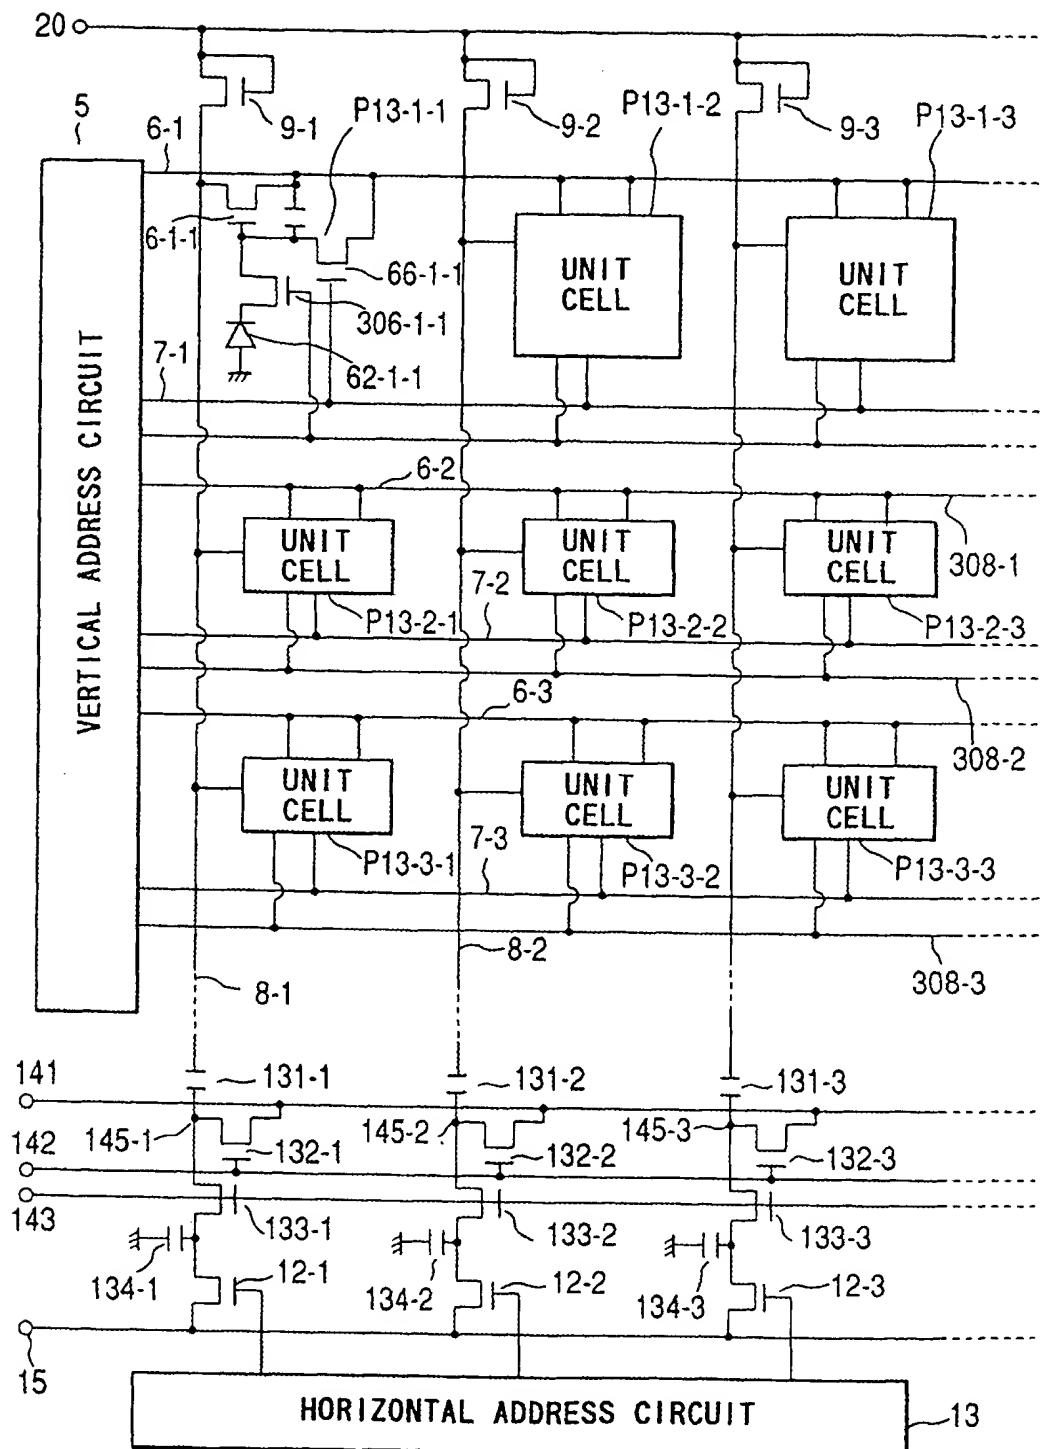 20
9-1
9-2
9-3
5
P13-1-1
P13-1-2
P13-1-3
6-1
6-1-1
66-1-1
306-1-1
62-1-1
7-1
UNIT CELL
UNIT CELL
VERTICAL ADDRESS CIRCUIT
6-2
UNIT CELL
UNIT CELL
UNIT CELL
308-1
7-2
P13-2-1
P13-2-2
P13-2-3
6-3
308-2
UNIT CELL
UNIT CELL
UNIT CELL
7-3
P13-3-1
P13-3-2
P13-3-3
8-1
8-2
308-3
141
131-1
131-2
131-3
145-1
145-2
145-3
142
132-1
132-2
132-3
143
133-1
133-2
133-3
134-1
12-1
134-2
12-2
134-3
12-3
15
HORIZONTAL ADDRESS CIRCUIT
13